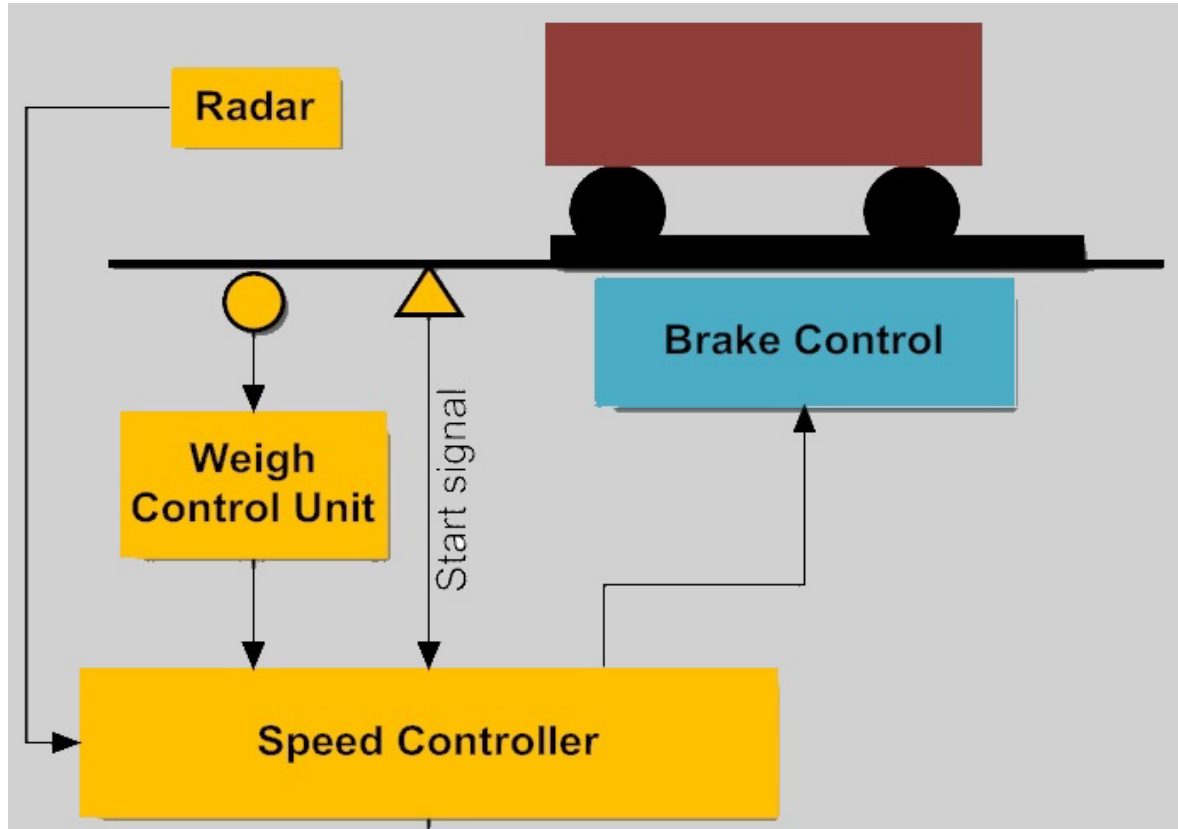 Radar
Brake Control
Weigh
Control Unit
Start signal
Speed Controller